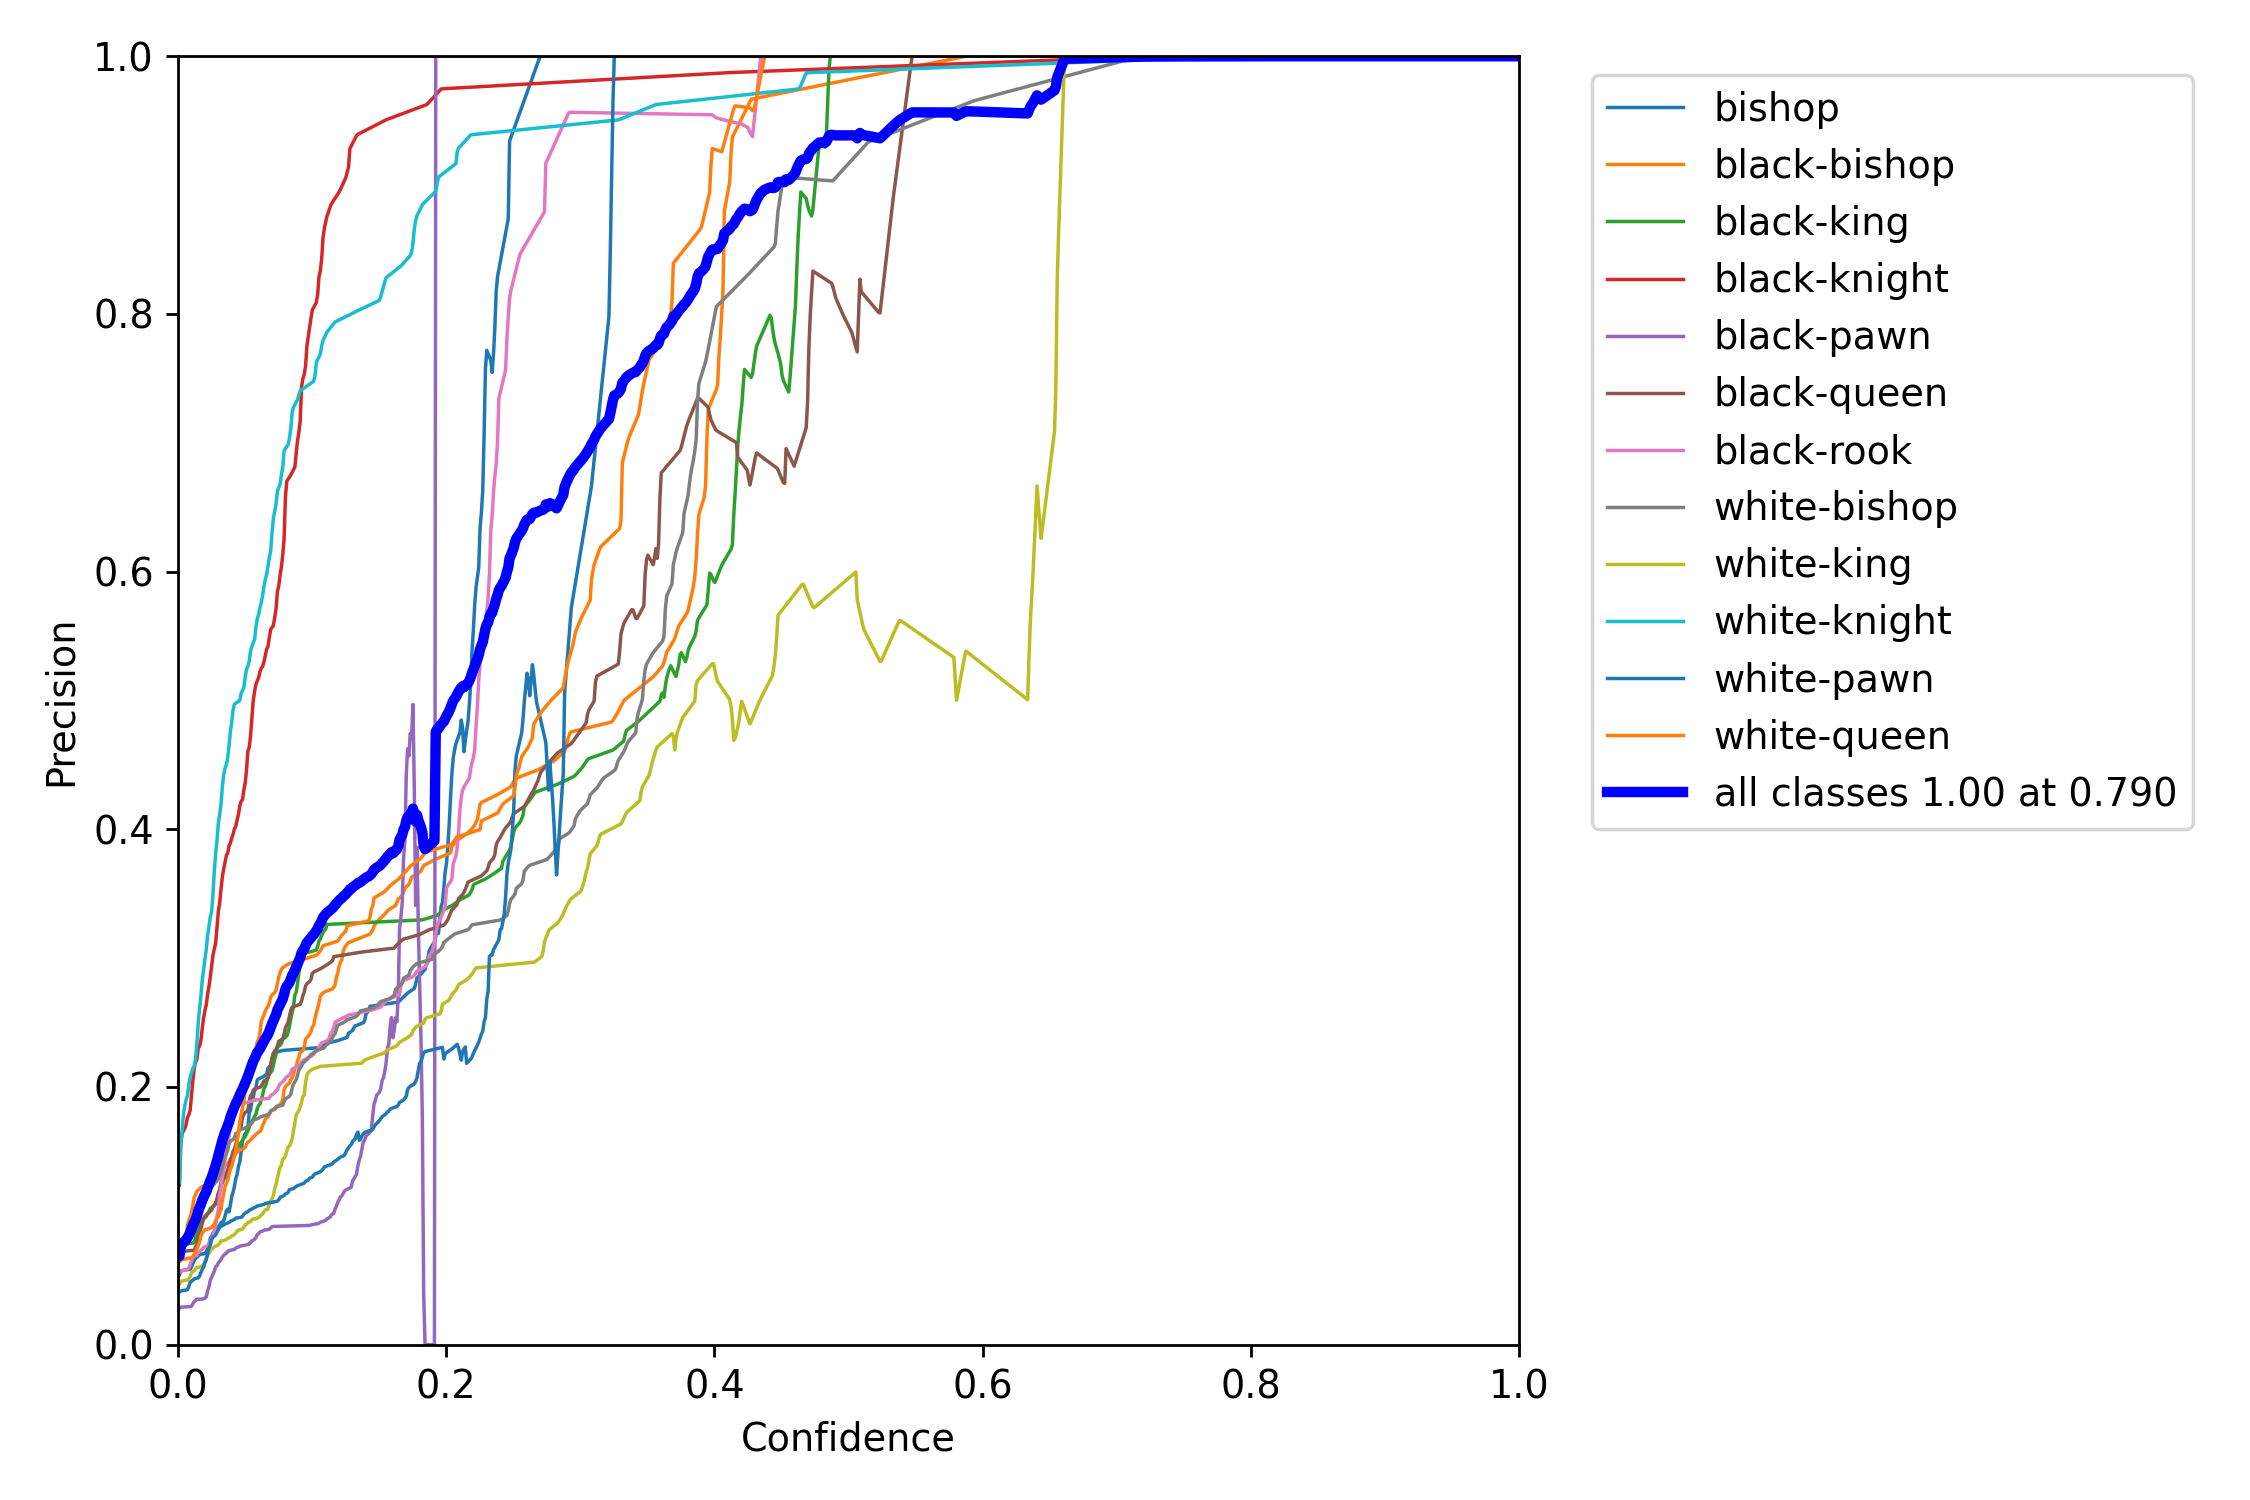 1.0
0.8
0.6
0.4
0.2
0.0
0.0 0.2 0.4 0.6 0.8 1.0
Precision
Confidence
bishop
black-bishop
black-king
black-knight
black-pawn
black-queen
black-rook
white-bishop
white-king
white-knight
white-pawn
white-queen
all classes 1.00 at 0.790